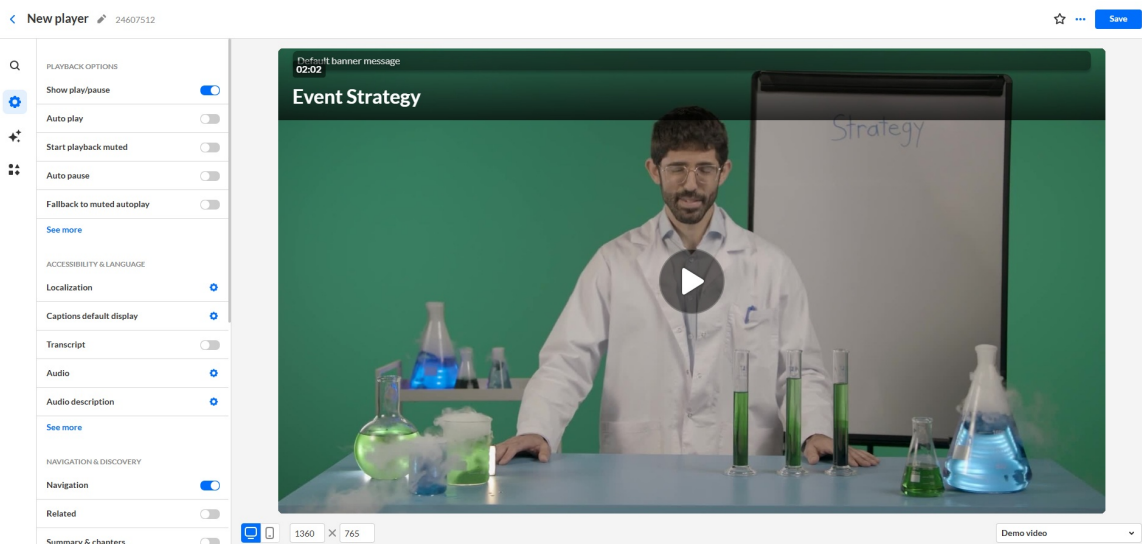 New player 24607512
Save
PLAYBACK OPTIONS
Show play/pause
Auto play
Start playback muted
Auto pause
Fallback to muted autoplay
See more
ACCESSIBILITY & LANGUAGE
Localization
Captions default display
Transcript
Audio
Audio description
See more
NAVIGATION & DISCOVERY
Navigation
Related
Summary & chapters
Default banner message
02:02
Event Strategy
Strategy
1360 765
Demo video